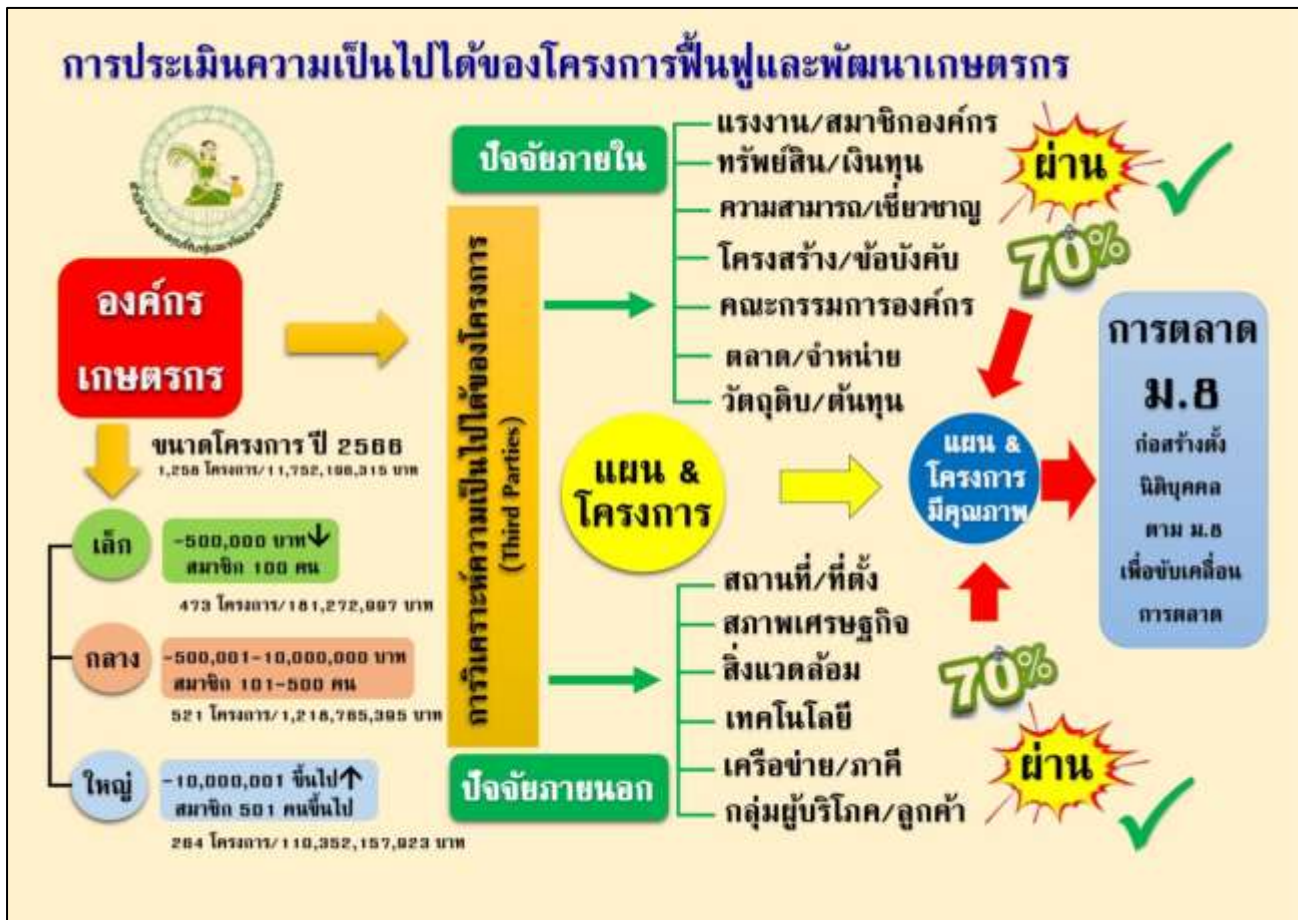 การประเมินความเป็นไปได้ของโครงการฟื้นฟูและพัฒนาเกษตรกร
องค์กร
เกษตรกร
ขนาดโครงการ ปี 2566
1,258 โครงการ/11,752,196,315 บาท
เล็ก
-500,000 บาท↓
สมาชิก 100 คน
473 โครงการ/181,272,997 บาท
กลาง
-500,001-10,000,000 บาท
สมาชิก 101-500 คน
521 โครงการ/1,218,765,395 บาท
ใหญ่
-10,000,001 ขึ้นไป↑
สมาชิก 501 คนขึ้นไป
264 โครงการ/110,352,157,923 บาท
การวิเคราะห์ความเป็นไปได้ของโครงการ
(Third Parties)
ปัจจัยภายใน
แรงงาน/สมาชิกองค์กร
ทรัพย์สิน/เงินทุน
ความสามารถ/เชี่ยวชาญ
โครงสร้าง/ข้อบังคับ
คณะกรรมการองค์กร
ตลาด/จำหน่าย
วัตถุดิบ/ต้นทุน
แผน &
โครงการ
ปัจจัยภายนอก
สถานที่/ที่ตั้ง
สภาพเศรษฐกิจ
สิ่งแวดล้อม
เทคโนโลยี
เครือข่าย/ภาคี
กลุ่มผู้บริโภค/ลูกค้า
ผ่าน
70%
แผน &
โครงการ
มีคุณภาพ
70%
ผ่าน
การตลาด
ม.8
ก่อสร้างตั้ง
นิติบุคคล
ตาม ม.8
เพื่อขับเคลื่อน
การตลาด